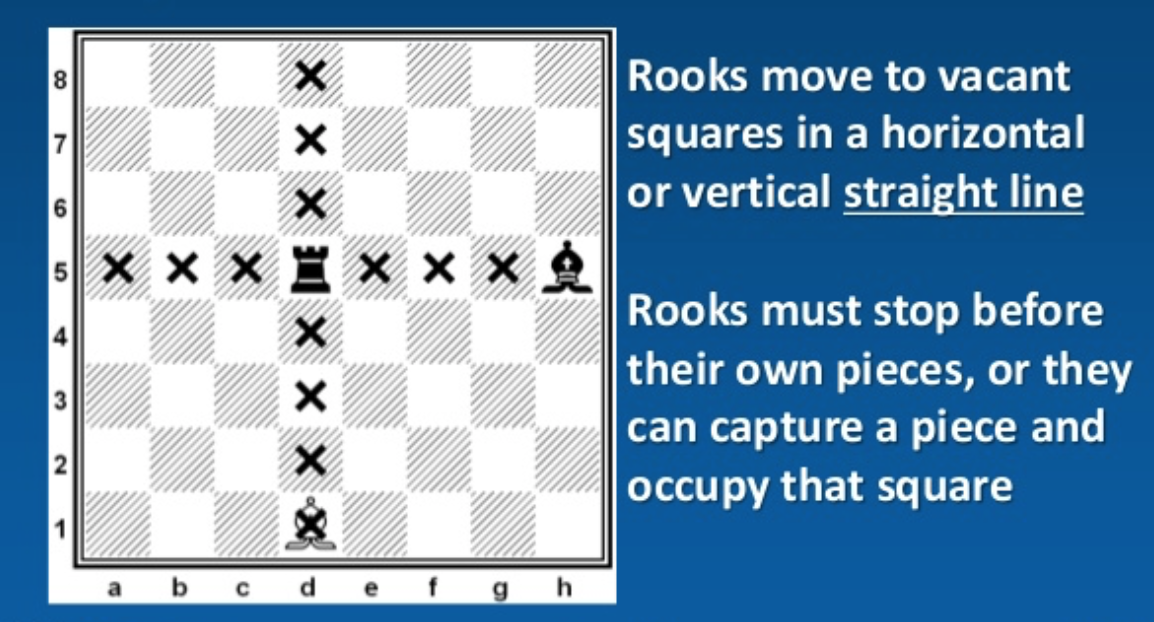 8
7
6
5
4
3
2
1
a b c d e f g h
Rooks move to vacant
squares in a horizontal
or vertical straight line
Rooks must stop before
their own pieces, or they
can capture a piece and
occupy that square